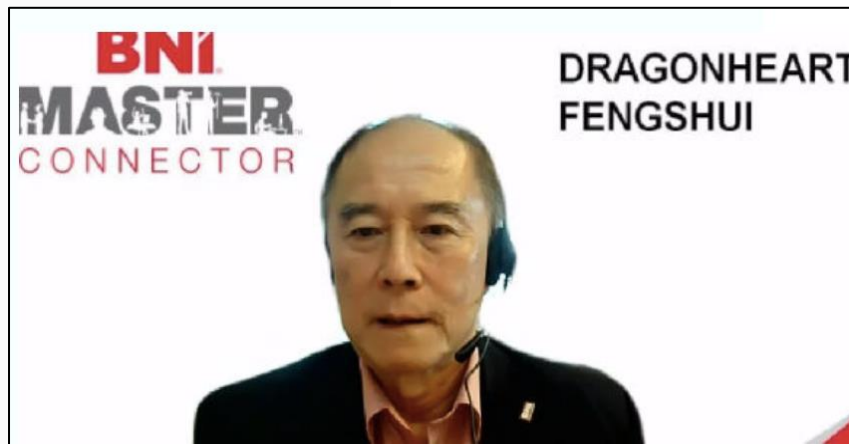 BNI
MASTER
CONNECTOR
DRAGONHEART
FENGSHUI